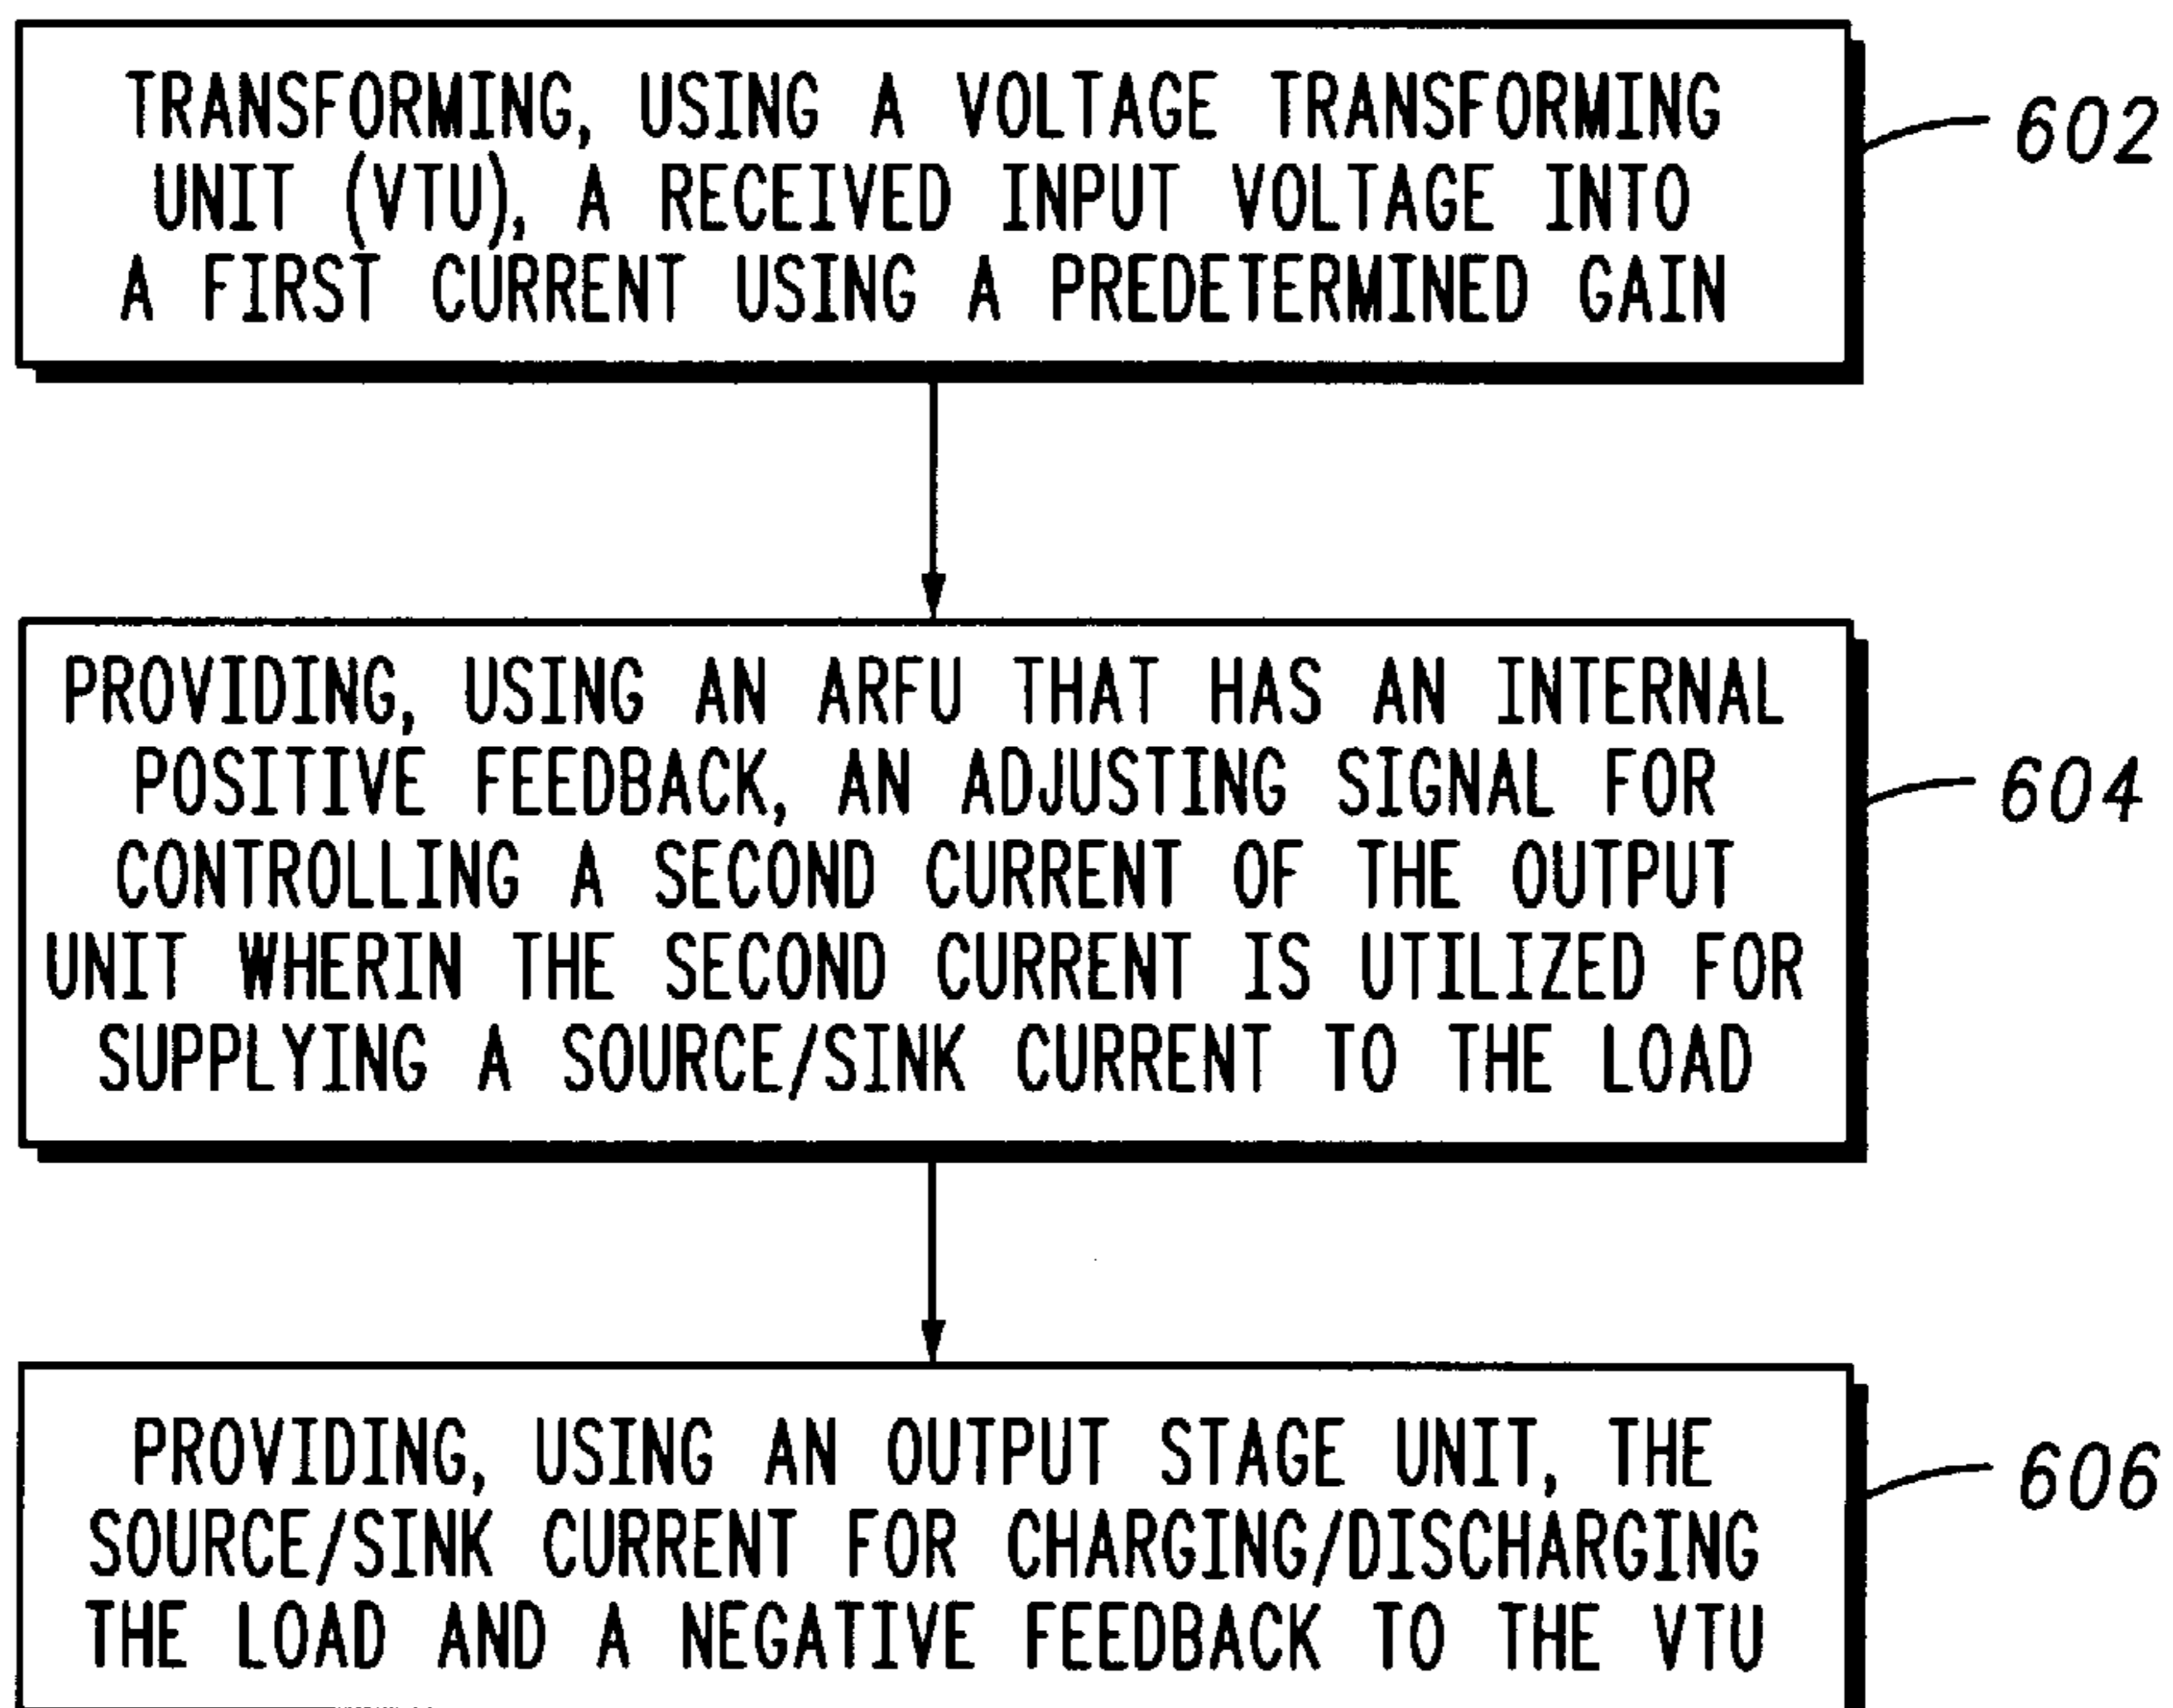 TRANSFORMING, USING A VOLTAGE TRANSFORMING
UNIT (VTU), A RECEIVED INPUT VOLTAGE INTO
A FIRST CURRENT USING A PREDETERMINED GAIN
602
PROVIDING, USING AN ARFU THAT HAS AN INTERNAL
POSITIVE FEEDBACK, AN ADJUSTING SIGNAL FOR
CONTROLLING A SECOND CURRENT OF THE OUTPUT
UNIT WHERIN THE SECOND CURRENT IS UTILIZED FOR
SUPPLYING A SOURCE/SINK CURRENT TO THE LOAD
604
PROVIDING, USING AN OUTPUT STAGE UNIT, THE
SOURCE/SINK CURRENT FOR CHARGING/DISCHARGING
THE LOAD AND A NEGATIVE FEEDBACK TO THE VTU
606